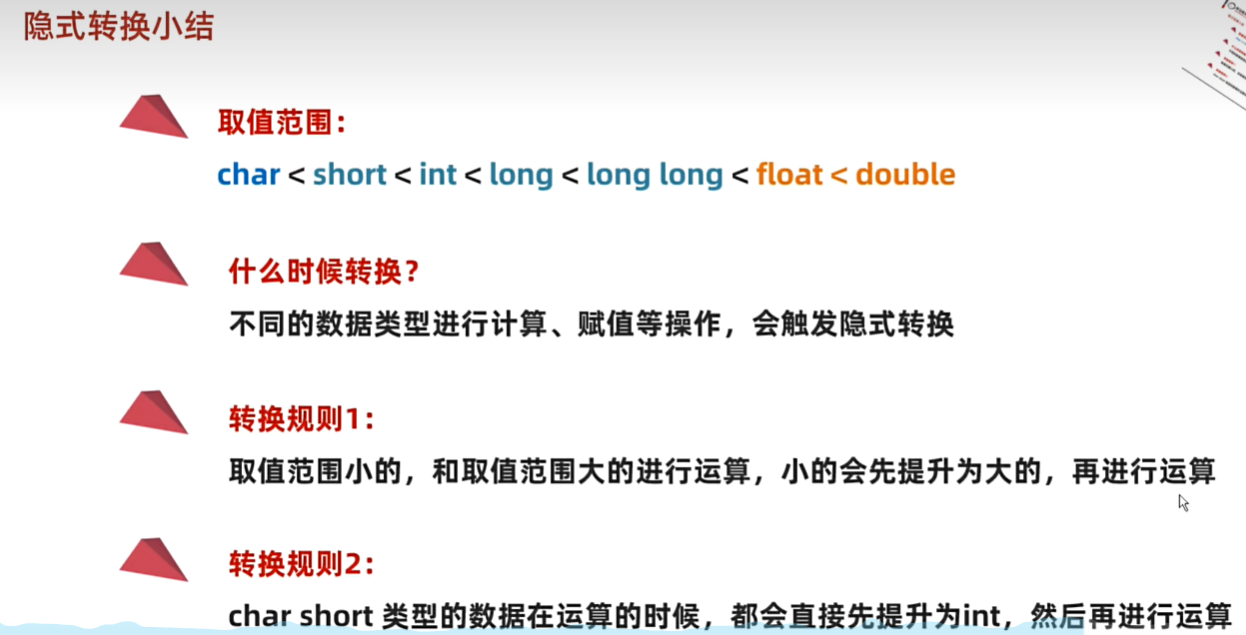 隐式转换小结
取值范围：
char < short < int < long < long long < float < double
什么时候转换？
不同的数据类型进行计算、赋值等操作，会触发隐式转换
转换规则1：
取值范围小的，和取值范围大的进行运算，小的会先提升为大的，再进行运算
转换规则2：
char short 类型的数据在运算的时候，都会直接先提升为int，然后再进行运算